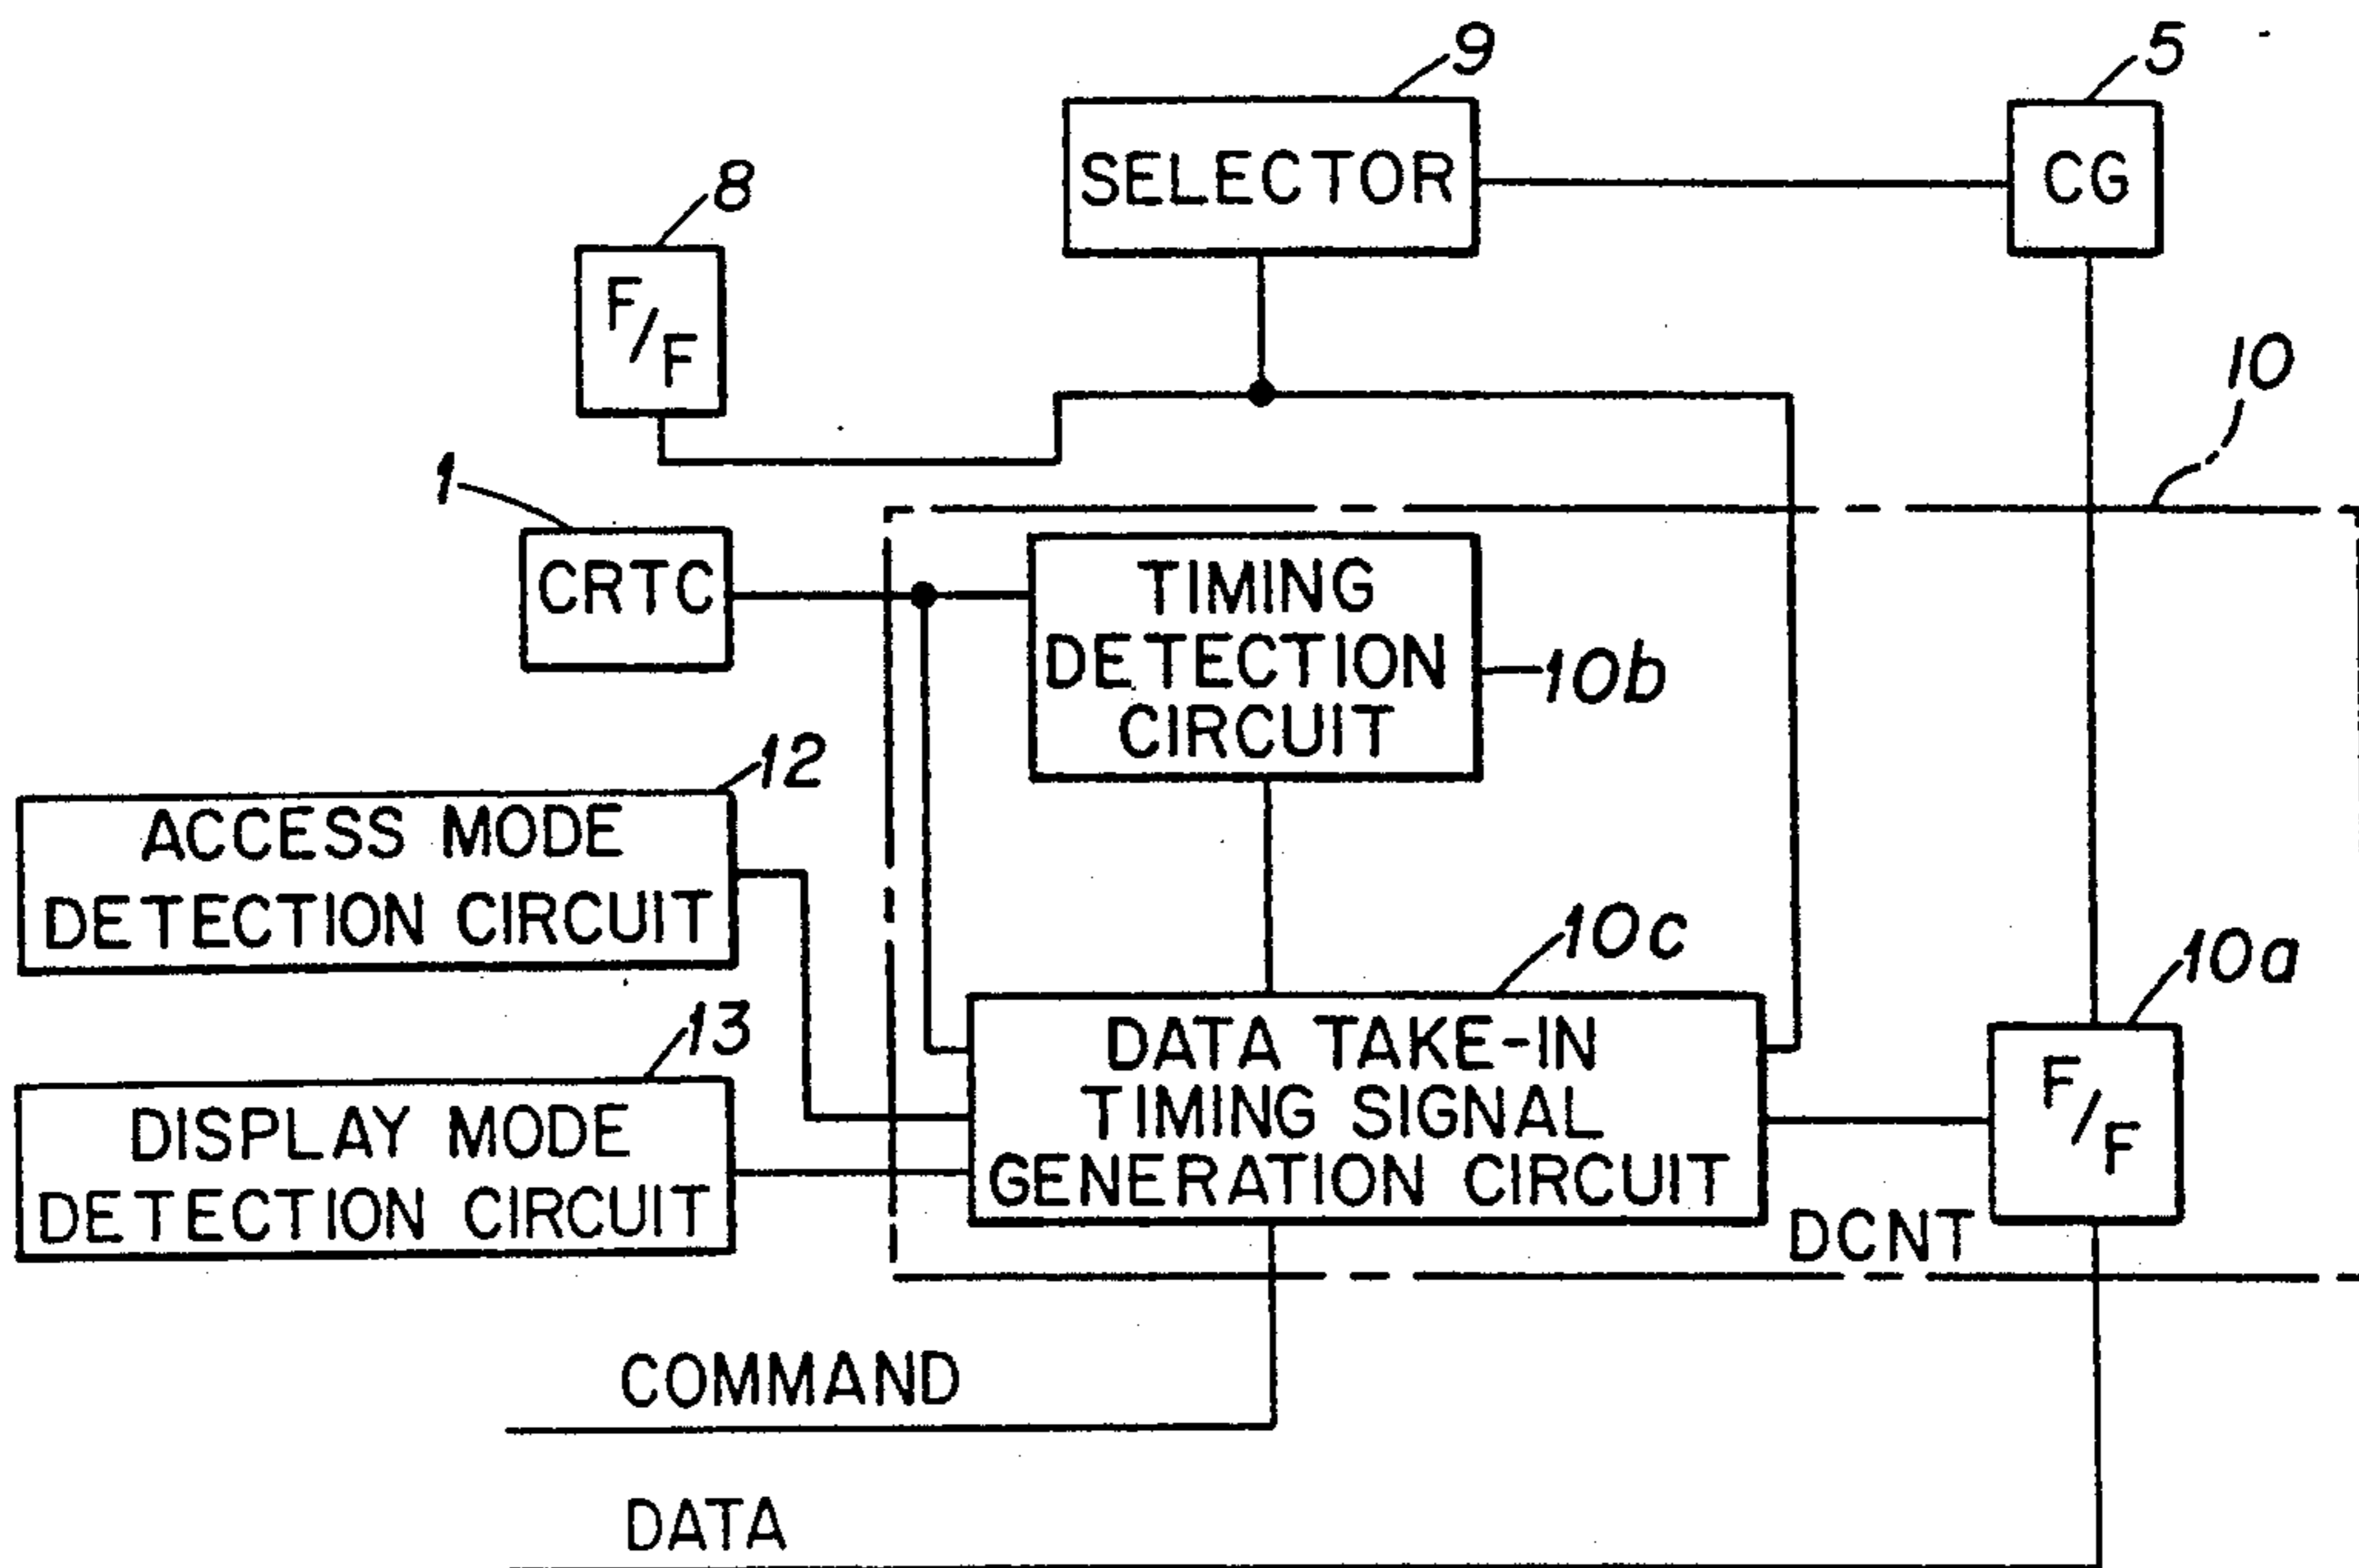 9
5
SELECTOR
CG
8
F/F
10
1
CRTC
TIMING
DETECTION
CIRCUIT
10b
12
ACCESS MODE
DETECTION CIRCUIT
10c
10a
13
DATA TAKE-IN
TIMING SIGNAL
GENERATION CIRCUIT
F/F
DISPLAY MODE
DETECTION CIRCUIT
DCNT
COMMAND
DATA